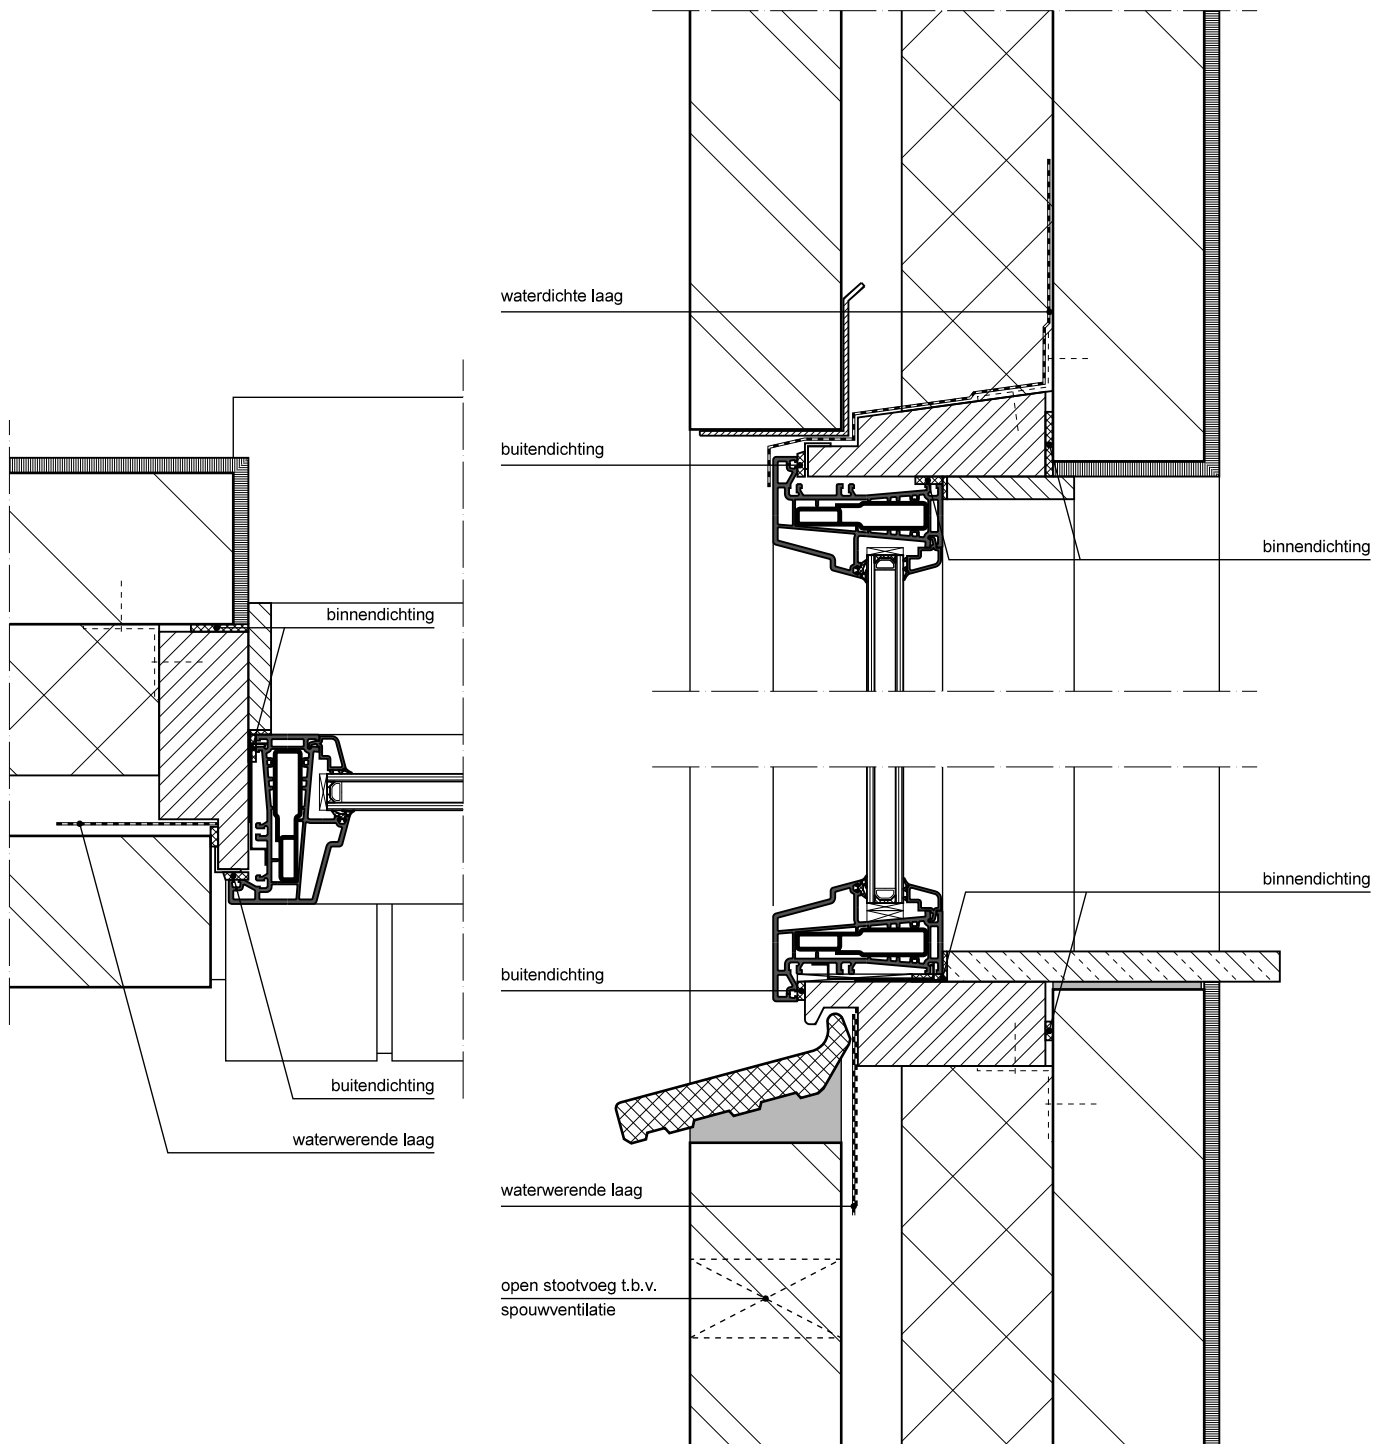 waterdichte laag
buitendichting
binnendichting
binnendichting
buitendichting
waterwerende laag
binnendichting
buitendichting
waterwerende laag
open stootvoeg t.b.v.
spouwventilatie